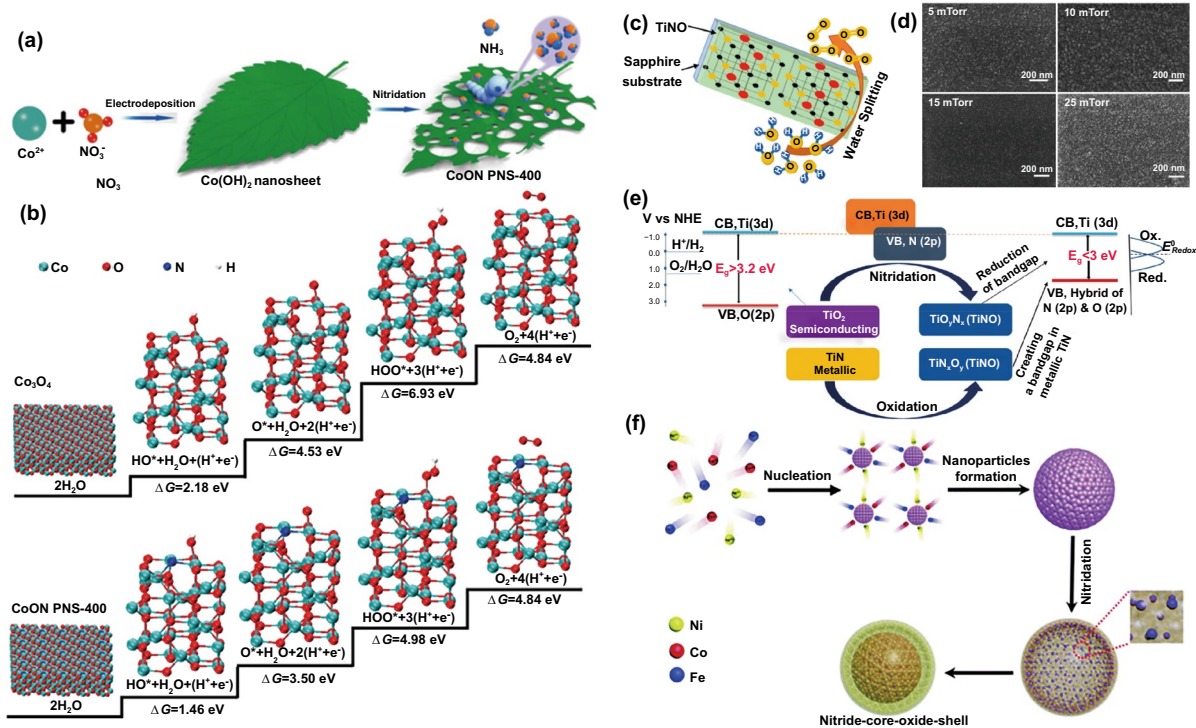 (a)
NH₃
Electrodeposition
Nitridation
Co²⁺
NO₃⁻
NO₃
Co(OH)₂ nanosheet
CoON PNS-400
(b)
Co
O
N
H
Co₃O₄
2H₂O
HO*+H₂O+(H⁺+e⁻)
ΔG=2.18 eV
O*+H₂O+2(H⁺+e⁻)
ΔG=4.53 eV
HOO*+3(H⁺+e⁻)
ΔG=6.93 eV
O₂+4(H⁺+e⁻)
ΔG=4.84 eV
CoON PNS-400
2H₂O
HO*+H₂O+(H⁺+e⁻)
ΔG=1.46 eV
O*+H₂O+2(H⁺+e⁻)
ΔG=3.50 eV
HOO*+3(H⁺+e⁻)
ΔG=4.98 eV
O₂+4(H⁺+e⁻)
ΔG=4.84 eV
(c)
TiNO
Sapphire
substrate
Water Splitting
(d)
5 mTorr
200 nm
10 mTorr
200 nm
15 mTorr
200 nm
25 mTorr
200 nm
(e)
V vs NHE
−1.0
0.0
1.0
2.0
3.0
H⁺/H₂
O₂/H₂O
CB,Ti(3d)
E_g>3.2 eV
VB,O(2p)
CB,Ti (3d)
VB, N (2p)
Nitridation
TiO₂
Semiconducting
TiN
Metallic
TiOᵧNₓ (TiNO)
TiNₓOᵧ (TiNO)
Oxidation
Reduction
of bandgap
Creating
a bandgap in
metallic TiN
CB,Ti (3d)
E_g<3 eV
VB, Hybrid of
N (2p) & O (2p)
Ox.
E⁰_Redox
Red.
(f)
Nucleation
Nanoparticles
formation
Nitridation
Ni
Co
Fe
Nitride-core-oxide-shell